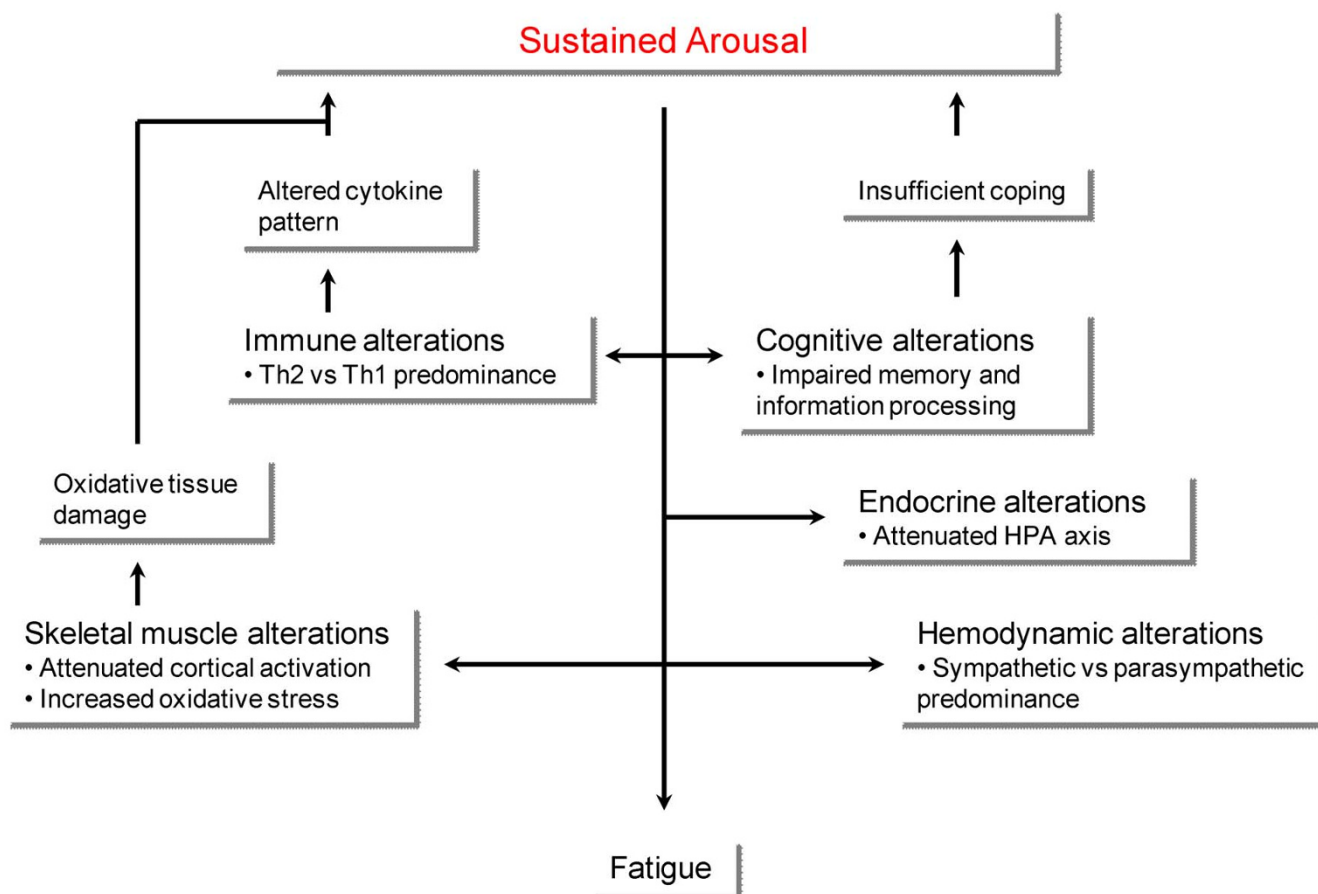 Sustained Arousal
Altered cytokine
pattern
Insufficient coping
Immune alterations
• Th2 vs Th1 predominance
Cognitive alterations
• Impaired memory and
information processing
Oxidative tissue
damage
Endocrine alterations
• Attenuated HPA axis
Skeletal muscle alterations
• Attenuated cortical activation
• Increased oxidative stress
Hemodynamic alterations
• Sympathetic vs parasympathetic
predominance
Fatigue